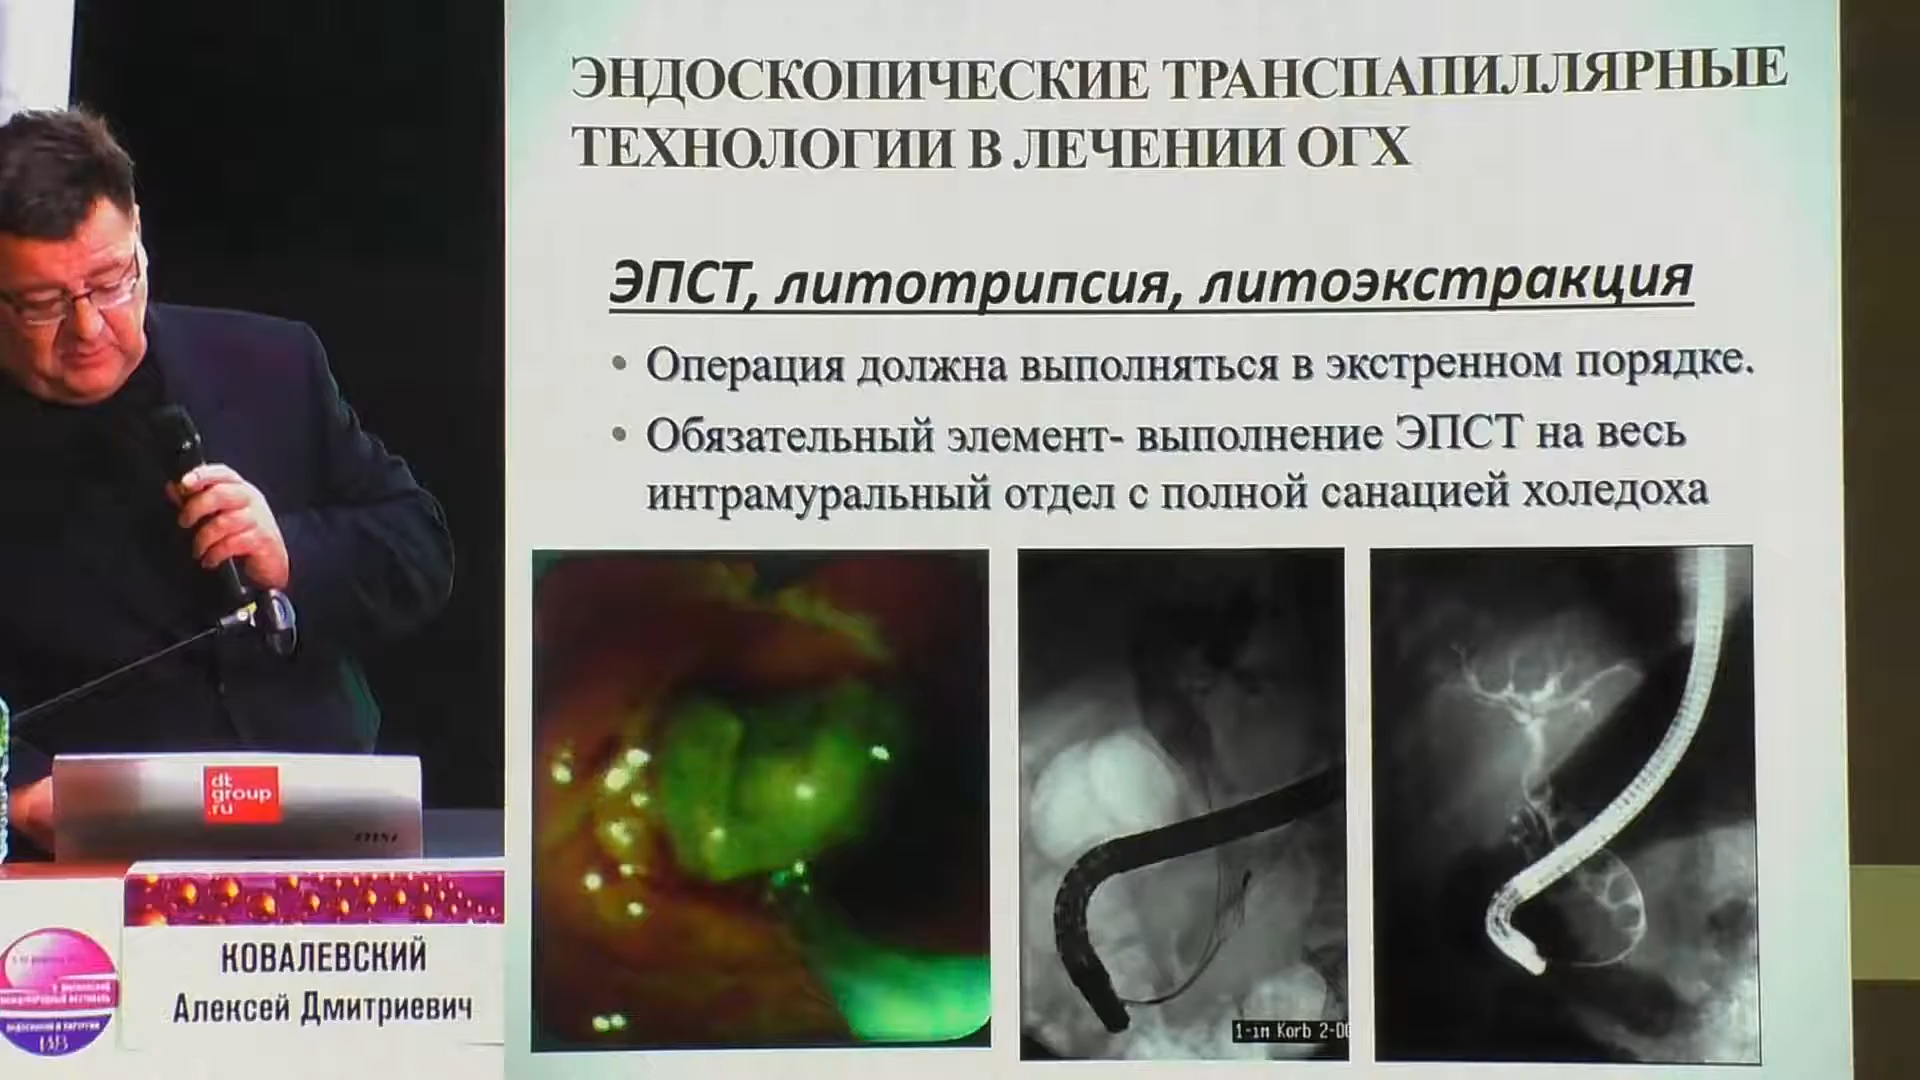 ЭНДОСКОПИЧЕСКИЕ ТРАНСПАПИЛЛЯРНЫЕ
ТЕХНОЛОГИИ В ЛЕЧЕНИИ ОГХ
ЭПСТ, литотрипсия, литоэкстракция
• Операция должна выполняться в экстренном порядке.
• Обязательный элемент- выполнение ЭПСТ на весь
интрамуральный отдел с полной санацией холедоха
Korb
dt
group
.ru
КОВАЛЕВСКИЙ
Алексей Дмитриевич